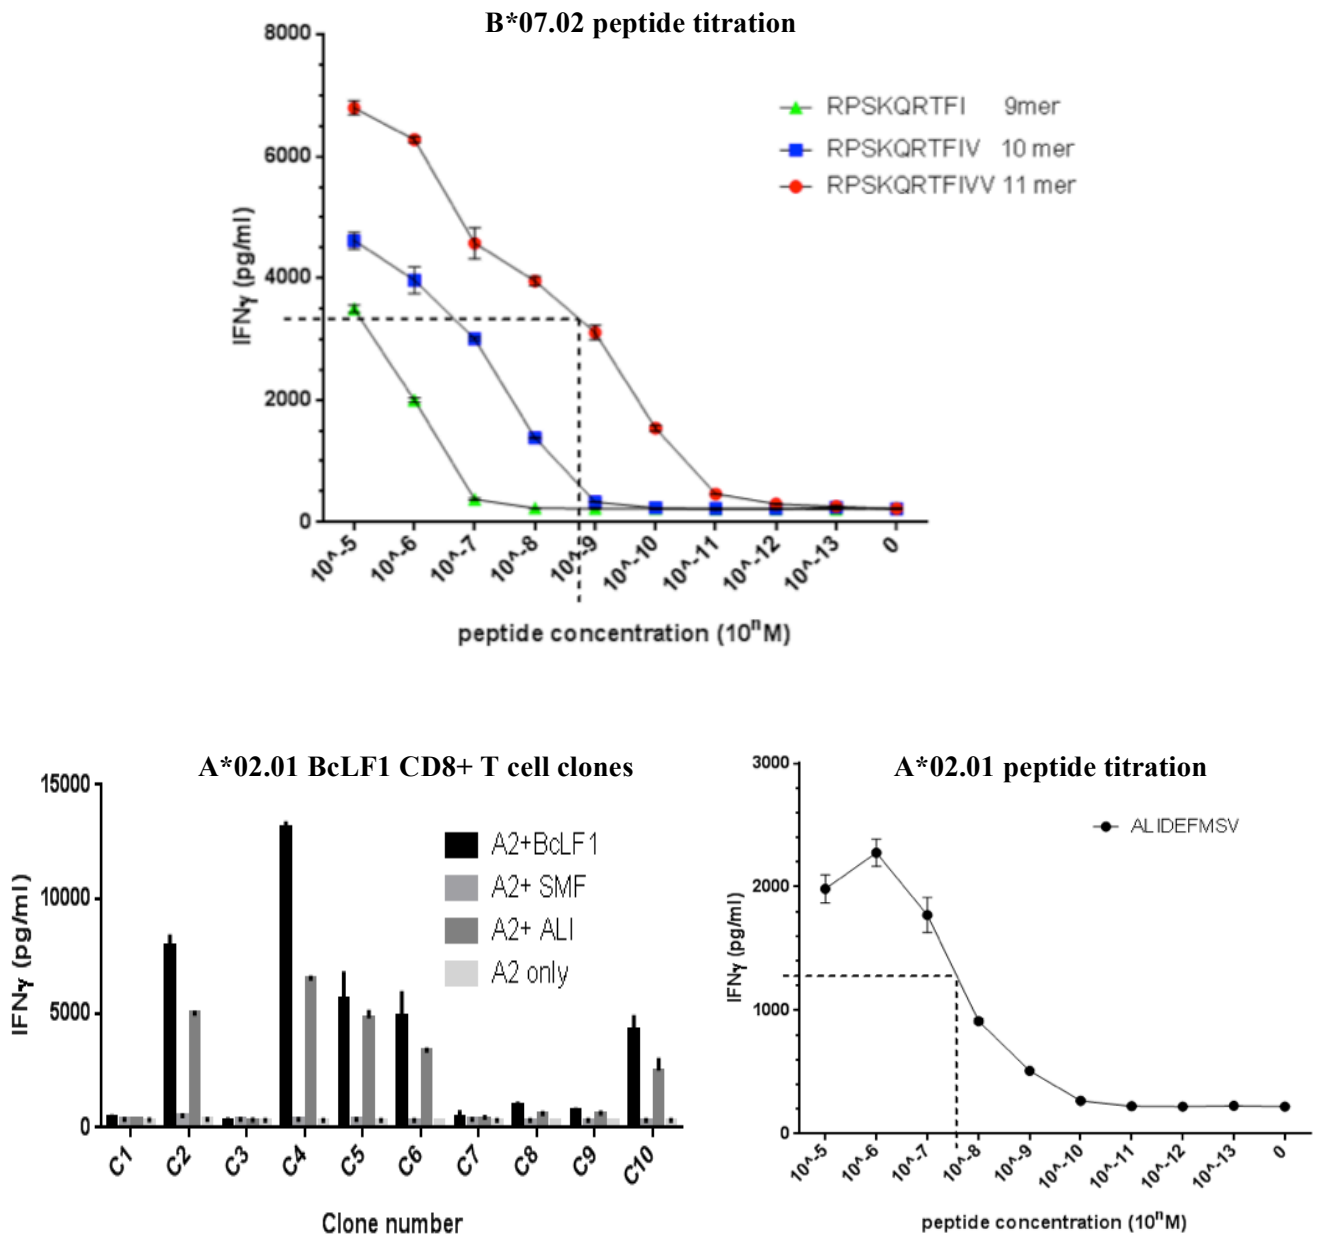 B*07.02 peptide titration
8000
6000
4000
2000
0
IFNγ (pg/ml)
RPSKQRTFI 9mer
RPSKQRTFIV 10 mer
RPSKQRTFIVV 11 mer
10^-5
10^-6
10^-7
10^-8
10^-9
10^-10
10^-11
10^-12
10^-13
0
peptide concentration (10ⁿM)
A*02.01 BcLF1 CD8+ T cell clones
15000
10000
5000
0
IFNγ (pg/ml)
A2+BcLF1
A2+ SMF
A2+ ALI
A2 only
C1
C2
C3
C4
C5
C6
C7
C8
C9
C10
Clone number
A*02.01 peptide titration
3000
2000
1000
0
IFNγ (pg/ml)
ALIDEFMSV
10^-5
10^-6
10^-7
10^-8
10^-9
10^-10
10^-11
10^-12
10^-13
0
peptide concentration (10ⁿM)